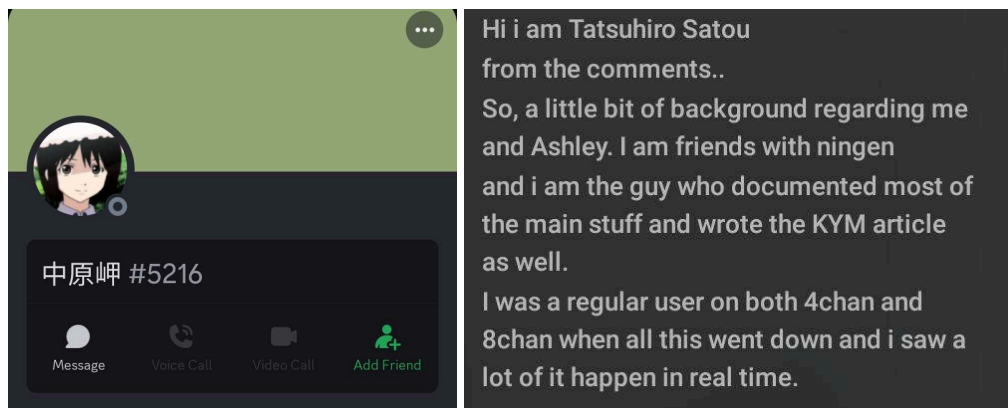 中原岬 #5216
Message
Voice Call
Video Call
Add Friend
Hi i am Tatsuhiro Satou
from the comments..
So, a little bit of background regarding me
and Ashley. I am friends with ningen
and i am the guy who documented most of
the main stuff and wrote the KYM article
as well.
I was a regular user on both 4chan and
8chan when all this went down and i saw a
lot of it happen in real time.